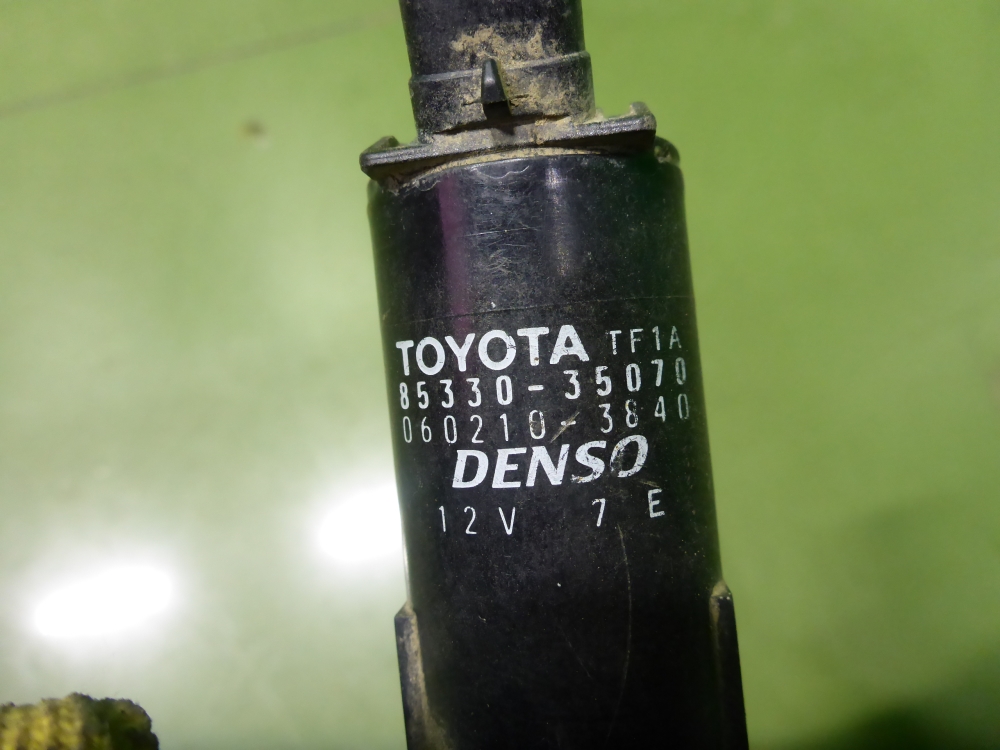 TOYOTA TF1A
85330-35070
060210-3840
DENSO
12V 7 E